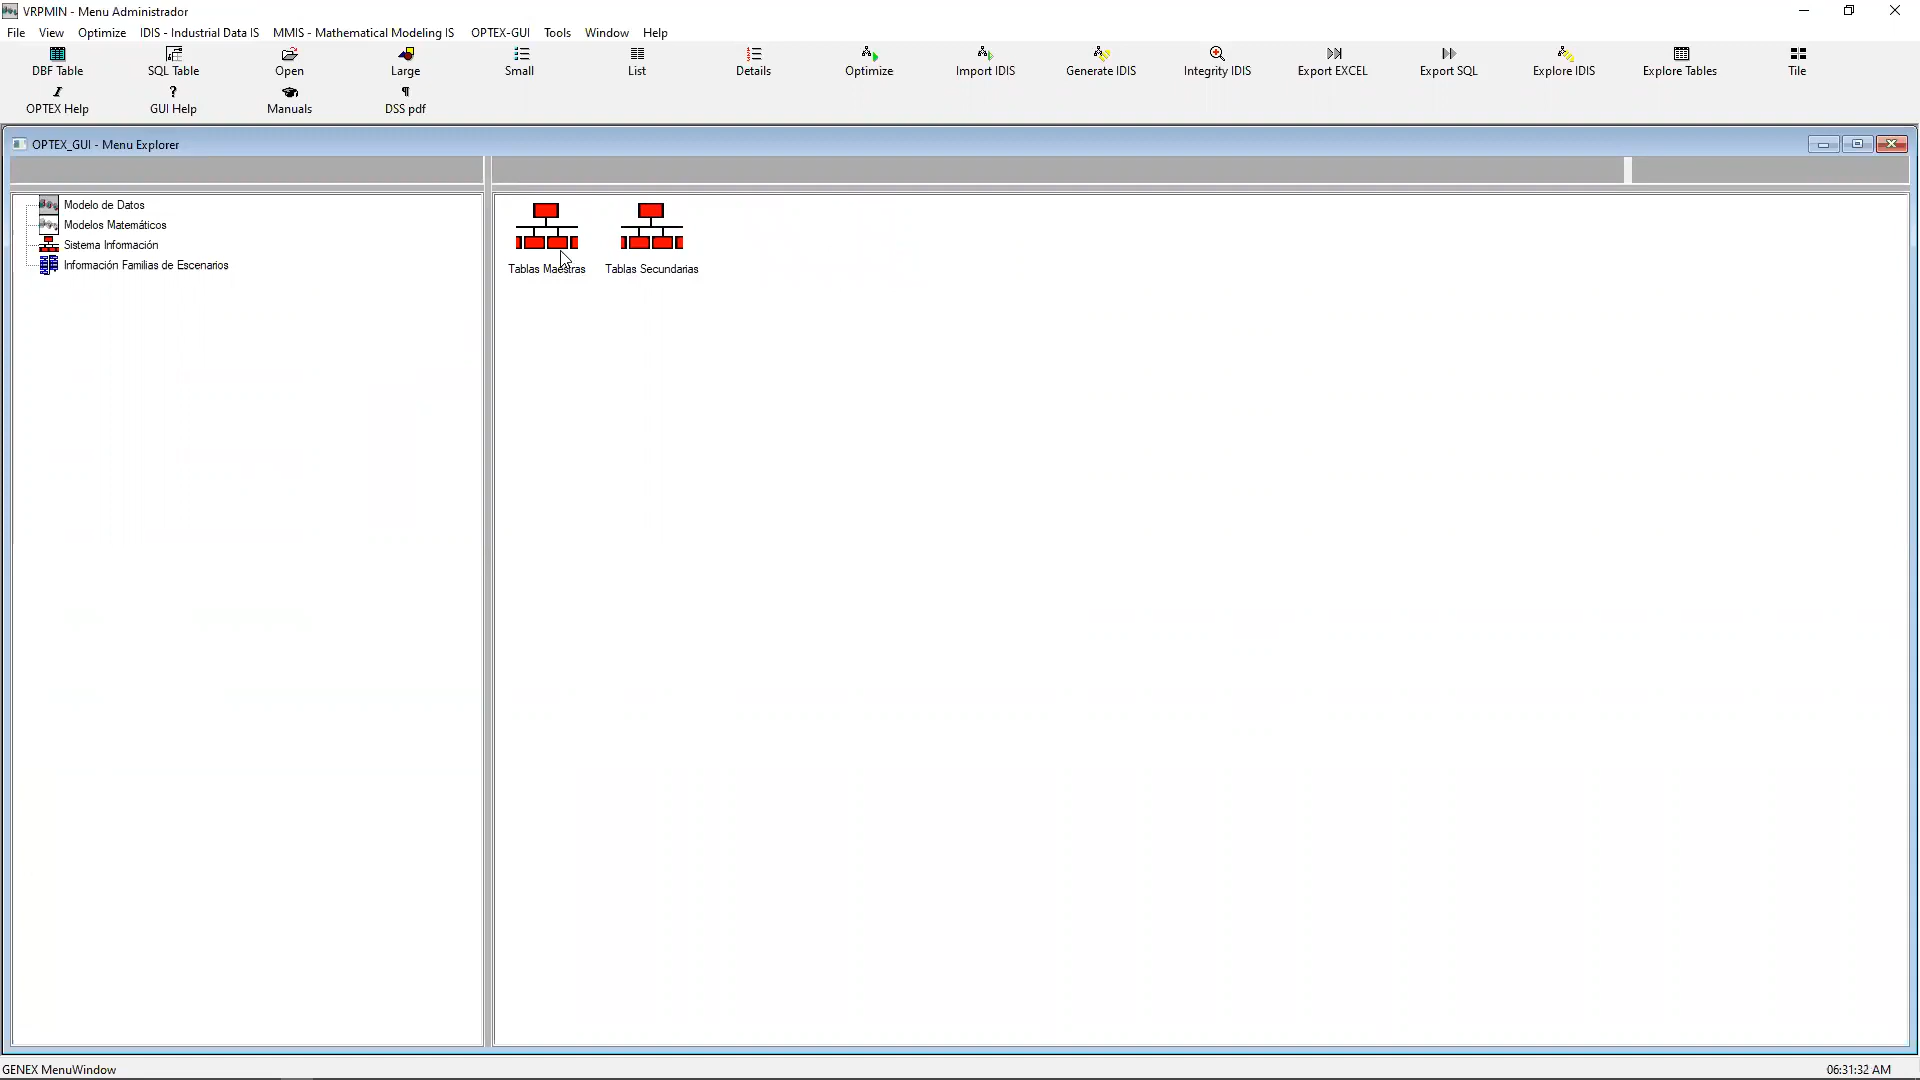 VRPMIN - Menu Administrador
File View Optimize IDIS - Industrial Data IS MMIS - Mathematical Modeling IS OPTEX-GUI Tools Window Help
DBF Table SQL Table Open Large Small List Details Optimize Import IDIS Generate IDIS Integrity IDIS Export EXCEL Export SQL Explore IDIS Explore Tables Tile
OPTEX Help GUI Help Manuals DSS pdf
OPTEX_GUI - Menu Explorer
Modelo de Datos
Modelos Matemáticos
Sistema Información
Información Familias de Escenarios
Tablas Maestras Tablas Secundarias
GENEX MenuWindow 06:31:32 AM